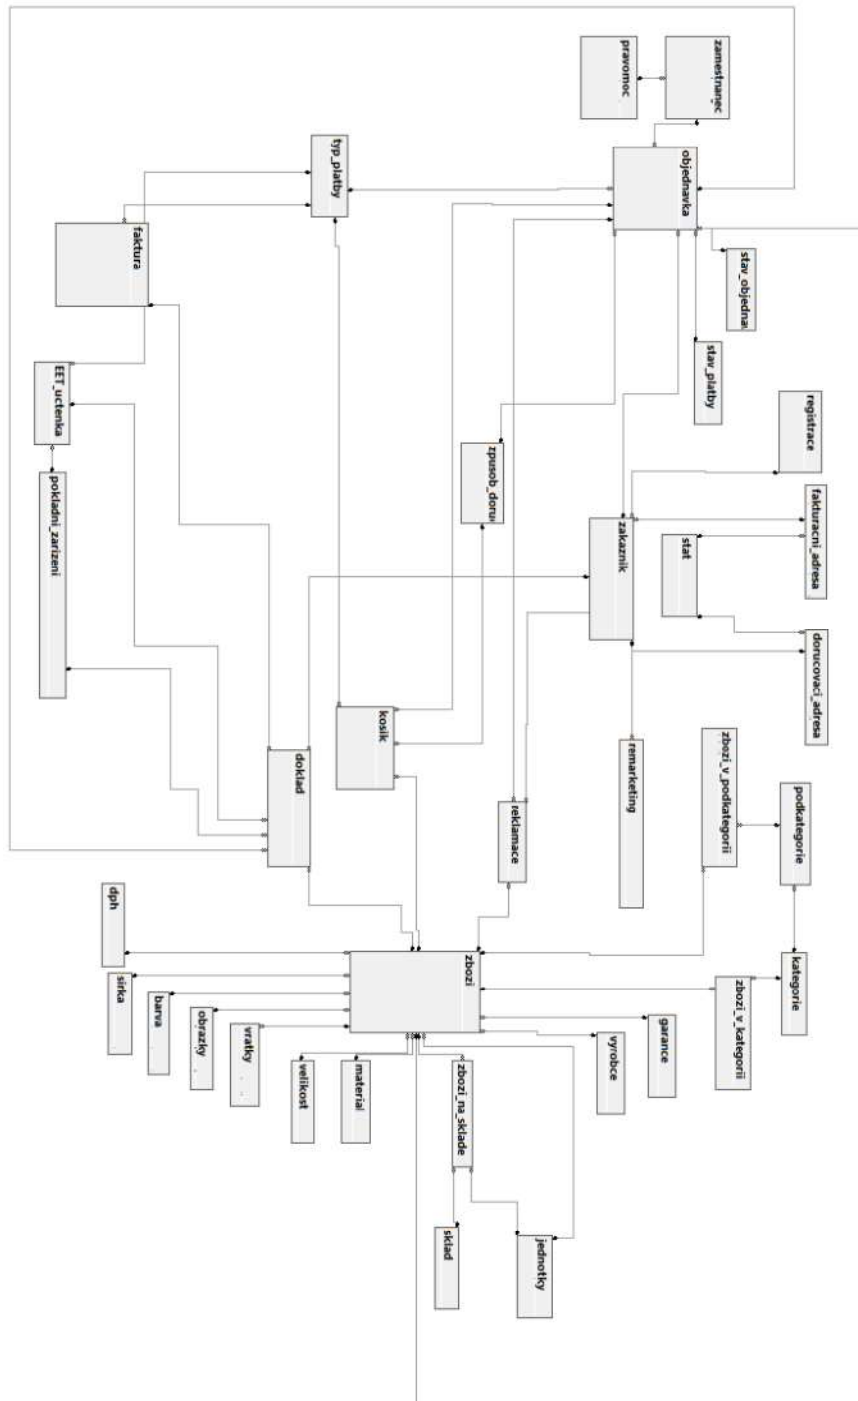 zamestnanec
pravomoc
objednavka
typ_platby
faktura
stav_objednav
stav_platby
EET_uctenka
registrace
zpusob_doru
pokladni_zarizeni
fakturacni_adresa
zakaznik
stat
dorucovaci_adresa
kosik
doklad
remarketing
zbozi_v_podkategorii
podkategorie
reklamace
dph
zbozi
kategorie
sirka
zbozi_v_kategorii
barva
obrazky
vratky
garance
vyrobce
velikost
material
zbozi_na_sklade
sklad
jednotky